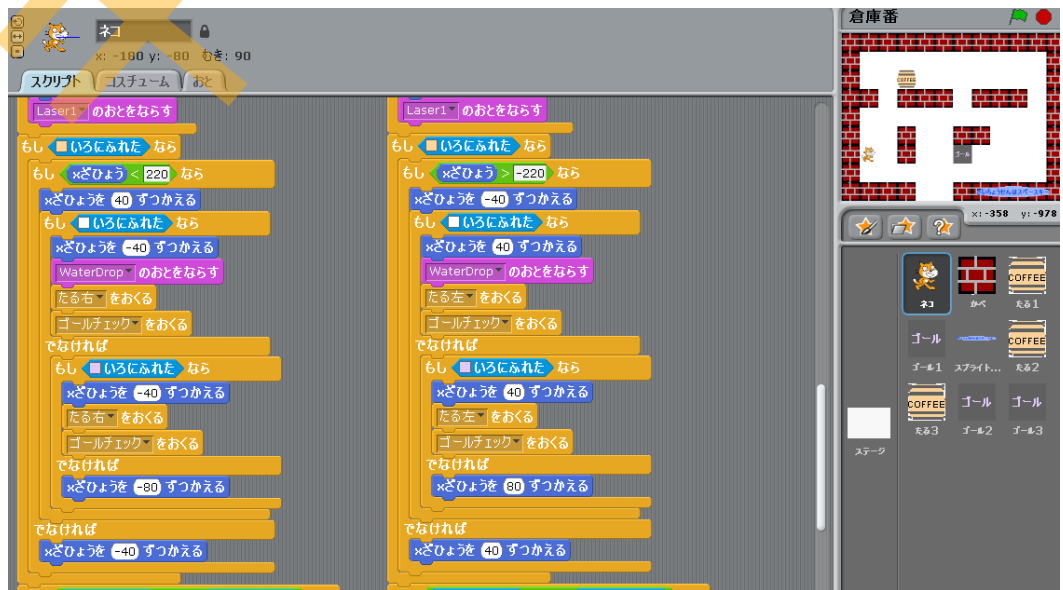 ネコ
x: -180 y: -80 むき: 90
スクリプト コスチューム おと
Laser1 のおとをならす
もし いろにふれた なら
もし xざひょう < 220 なら
xざひょうを 40 ずつかえる
もし いろにふれた なら
xざひょうを -40 ずつかえる
WaterDrop のおとをならす
たる右 をおくる
ゴールチェック をおくる
でなければ
もし いろにふれた なら
xざひょうを -40 ずつかえる
たる右 をおくる
ゴールチェック をおくる
でなければ
xざひょうを -80 ずつかえる
でなければ
xざひょうを -40 ずつかえる
Laser1 のおとをならす
もし いろにふれた なら
もし xざひょう > -220 なら
xざひょうを -40 ずつかえる
もし いろにふれた なら
xざひょうを 40 ずつかえる
WaterDrop のおとをならす
たる左 をおくる
ゴールチェック をおくる
でなければ
もし いろにふれた なら
xざひょうを 40 ずつかえる
たる左 をおくる
ゴールチェック をおくる
でなければ
xざひょうを 80 ずつかえる
でなければ
xざひょうを 40 ずつかえる
倉庫番
COFFEE
ゴール
x: -358 y: -978
COFFEE
ネコ かべ たる1
ゴール COFFEE
ゴール1 スプライト... たる2
COFFEE ゴール ゴール
たる3 ゴール2 ゴール3
ステージ